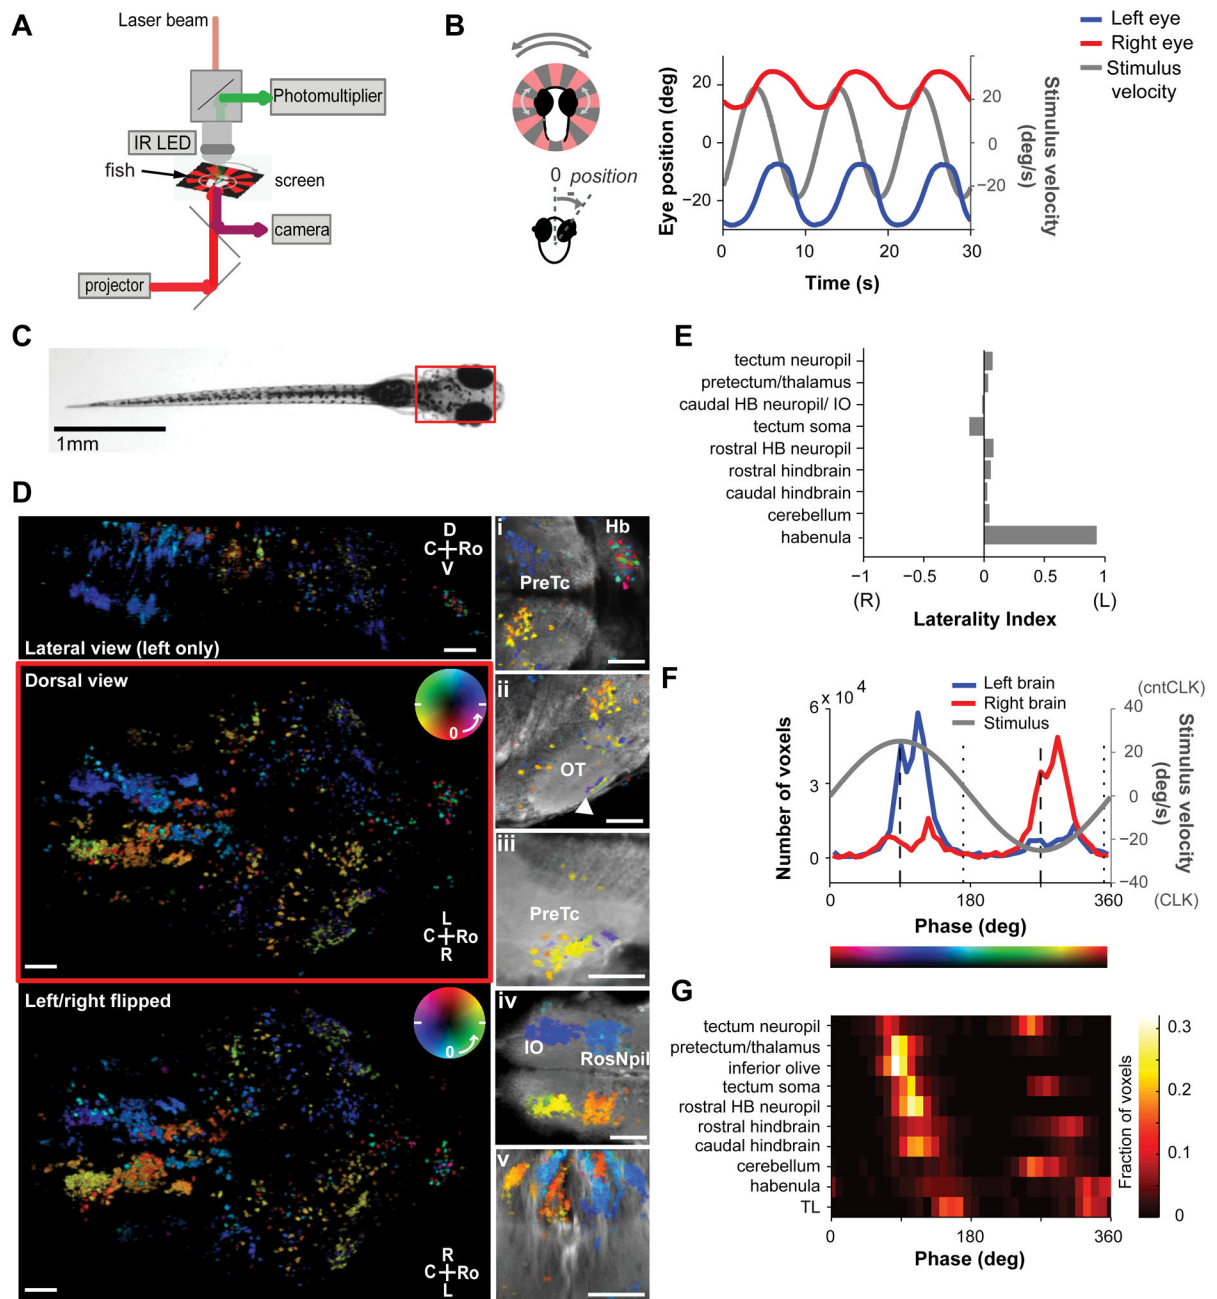 A
Laser beam
Photomultiplier
IR LED
fish
screen
camera
projector
B
0
position
Left eye
Right eye
Stimulus
velocity
Eye position (deg)
20
0
−20
20
0
−20
Stimulus velocity
(deg/s)
0
10
20
30
Time (s)
C
1mm
D
D
C
Ro
V
Lateral view (left only)
Dorsal view
0
L
C
Ro
R
Left/right flipped
0
R
C
Ro
L
i
Hb
PreTc
ii
OT
iii
PreTc
iv
IO
RosNpil
v
E
tectum neuropil
pretectum/thalamus
caudal HB neuropil/ IO
tectum soma
rostral HB neuropil
rostral hindbrain
caudal hindbrain
cerebellum
habenula
−1
−0.5
0
0.5
1
(R)
(L)
Laterality Index
F
Left brain
Right brain
Stimulus
(cntCLK)
6 x 10 4
3
0
Number of voxels
40
20
0
−20
−40
(CLK)
Stimulus velocity
(deg/s)
0
180
360
Phase (deg)
G
tectum neuropil
pretectum/thalamus
inferior olive
tectum soma
rostral HB neuropil
rostral hindbrain
caudal hindbrain
cerebellum
habenula
TL
0
180
360
Phase (deg)
0.3
0.2
0.1
0
Fraction of voxels